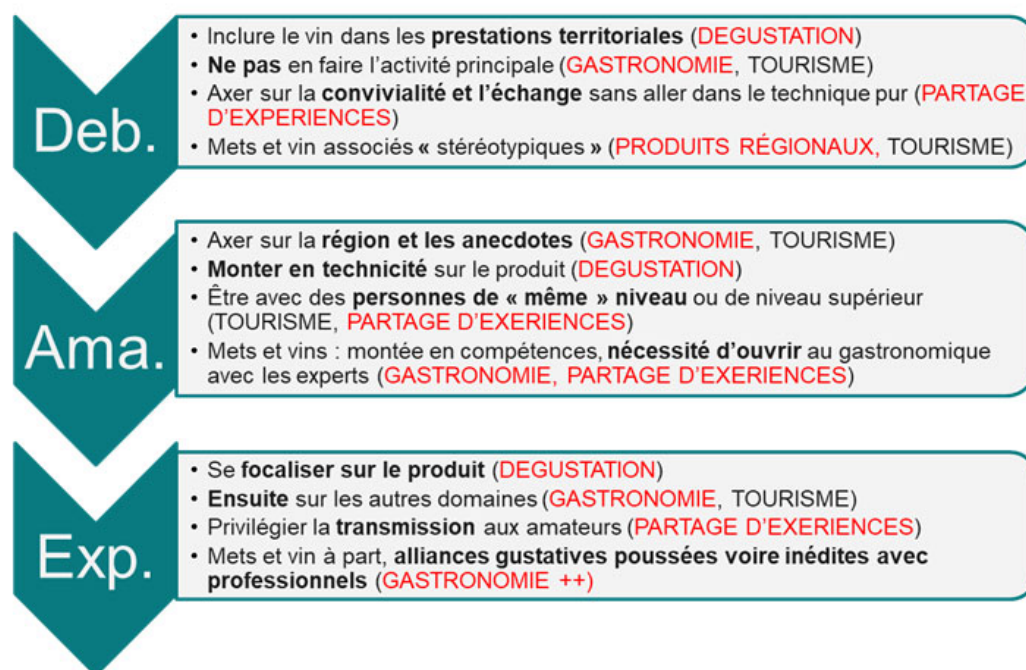 Deb.
• Inclure le vin dans les prestations territoriales (DEGUSTATION)
• Ne pas en faire l’activité principale (GASTRONOMIE, TOURISME)
• Axer sur la convivialité et l’échange sans aller dans le technique pur (PARTAGE
D’EXPERIENCES)
• Mets et vin associés « stéréotypiques » (PRODUITS RÉGIONAUX, TOURISME)
Ama.
• Axer sur la région et les anecdotes (GASTRONOMIE, TOURISME)
• Monter en technicité sur le produit (DEGUSTATION)
• Être avec des personnes de « même » niveau ou de niveau supérieur
(TOURISME, PARTAGE D’EXERIENCES)
• Mets et vins : montée en compétences, nécessité d’ouvrir au gastronomique
avec les experts (GASTRONOMIE, PARTAGE D’EXERIENCES)
Exp.
• Se focaliser sur le produit (DEGUSTATION)
• Ensuite sur les autres domaines (GASTRONOMIE, TOURISME)
• Privilégier la transmission aux amateurs (PARTAGE D’EXERIENCES)
• Mets et vin à part, alliances gustatives poussées voire inédites avec
professionnels (GASTRONOMIE ++)